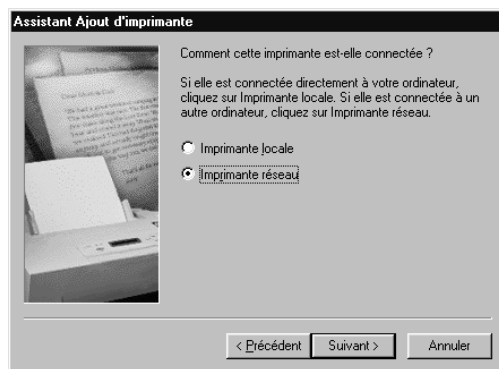 Assistant Ajout d'imprimante
Comment cette imprimante est-elle connectée ?
Si elle est connectée directement à votre ordinateur,
cliquez sur Imprimante locale. Si elle est connectée à un
autre ordinateur, cliquez sur Imprimante réseau.
Imprimante locale
Imprimante réseau
< Précédent
Suivant >
Annuler